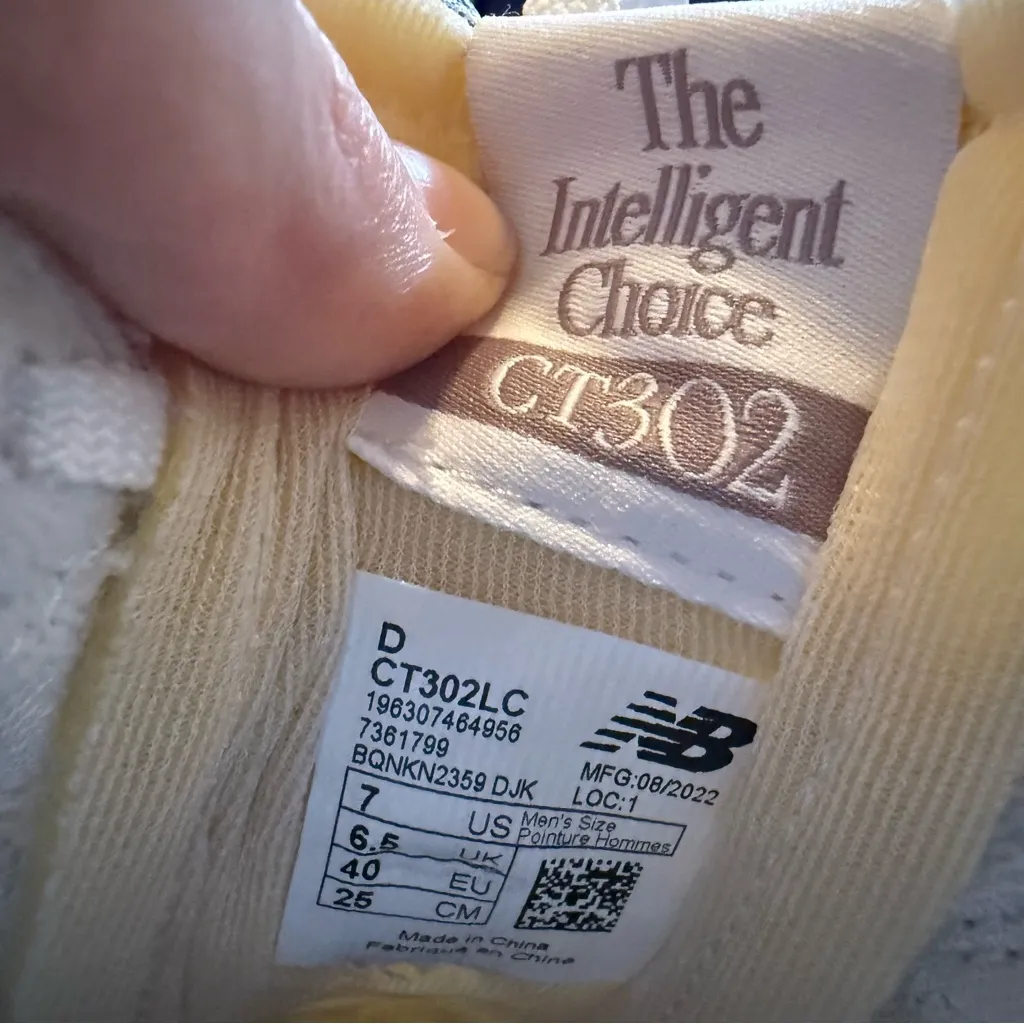 The
Intelligent
Choice
CT302
D
CT302LC
196307464956
7361799
BQNKN2359 DJK
NB
MFG:08/2022
LOC:1
7 US Men's Size
Pointure Hommes
6.5 UK
40 EU
25 CM
Made in China
Fabriqué en Chine